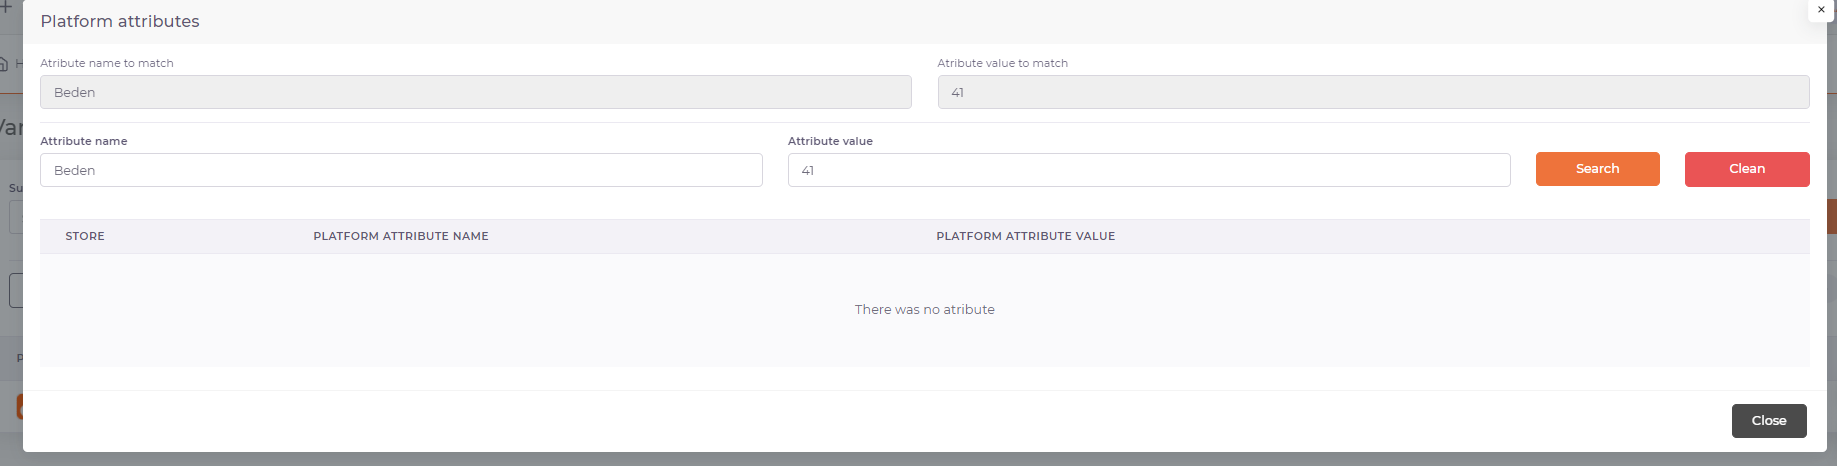 Platform attributes
×
Atribute name to match
Atribute value to match
Beden
41
Attribute name
Attribute value
Beden
41
Search
Clean
STORE
PLATFORM ATTRIBUTE NAME
PLATFORM ATTRIBUTE VALUE
There was no atribute
Close